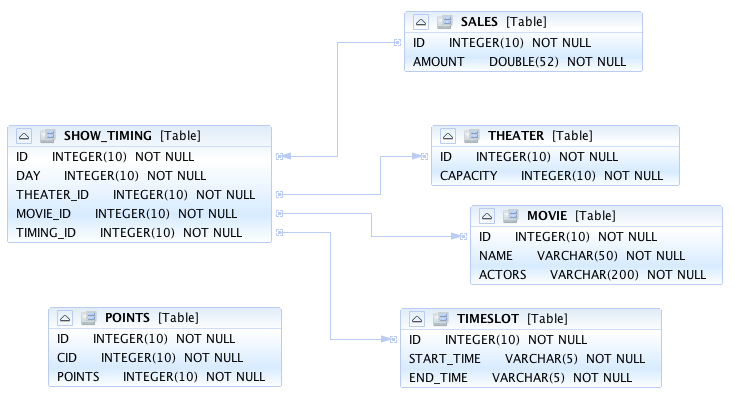 SALES [Table]
ID INTEGER(10) NOT NULL
AMOUNT DOUBLE(52) NOT NULL
SHOW_TIMING [Table]
ID INTEGER(10) NOT NULL
DAY INTEGER(10) NOT NULL
THEATER_ID INTEGER(10) NOT NULL
MOVIE_ID INTEGER(10) NOT NULL
TIMING_ID INTEGER(10) NOT NULL
THEATER [Table]
ID INTEGER(10) NOT NULL
CAPACITY INTEGER(10) NOT NULL
MOVIE [Table]
ID INTEGER(10) NOT NULL
NAME VARCHAR(50) NOT NULL
ACTORS VARCHAR(200) NOT NULL
POINTS [Table]
ID INTEGER(10) NOT NULL
CID INTEGER(10) NOT NULL
POINTS INTEGER(10) NOT NULL
TIMESLOT [Table]
ID INTEGER(10) NOT NULL
START_TIME VARCHAR(5) NOT NULL
END_TIME VARCHAR(5) NOT NULL